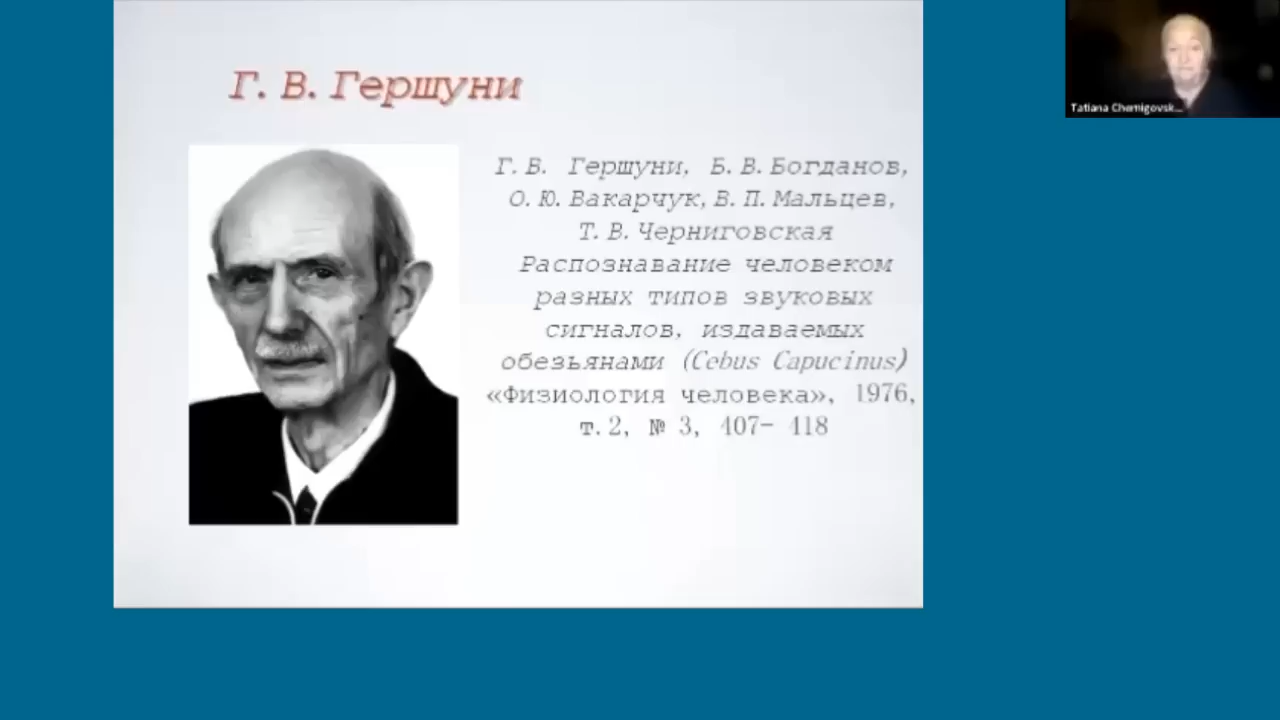 Г. В. Гершуни
Г. В. Гершуни, Б. В. Богданов,
О. Ю. Вакарчук, В. П. Мальцев,
Т. В. Черниговская
Распознавание человеком
разных типов звуковых
сигналов, издаваемых
обезьянами (Cebus Capucinus)
«Физиология человека», 1976,
т. 2, № 3, 407- 418
Tatiana Chernigovsk...